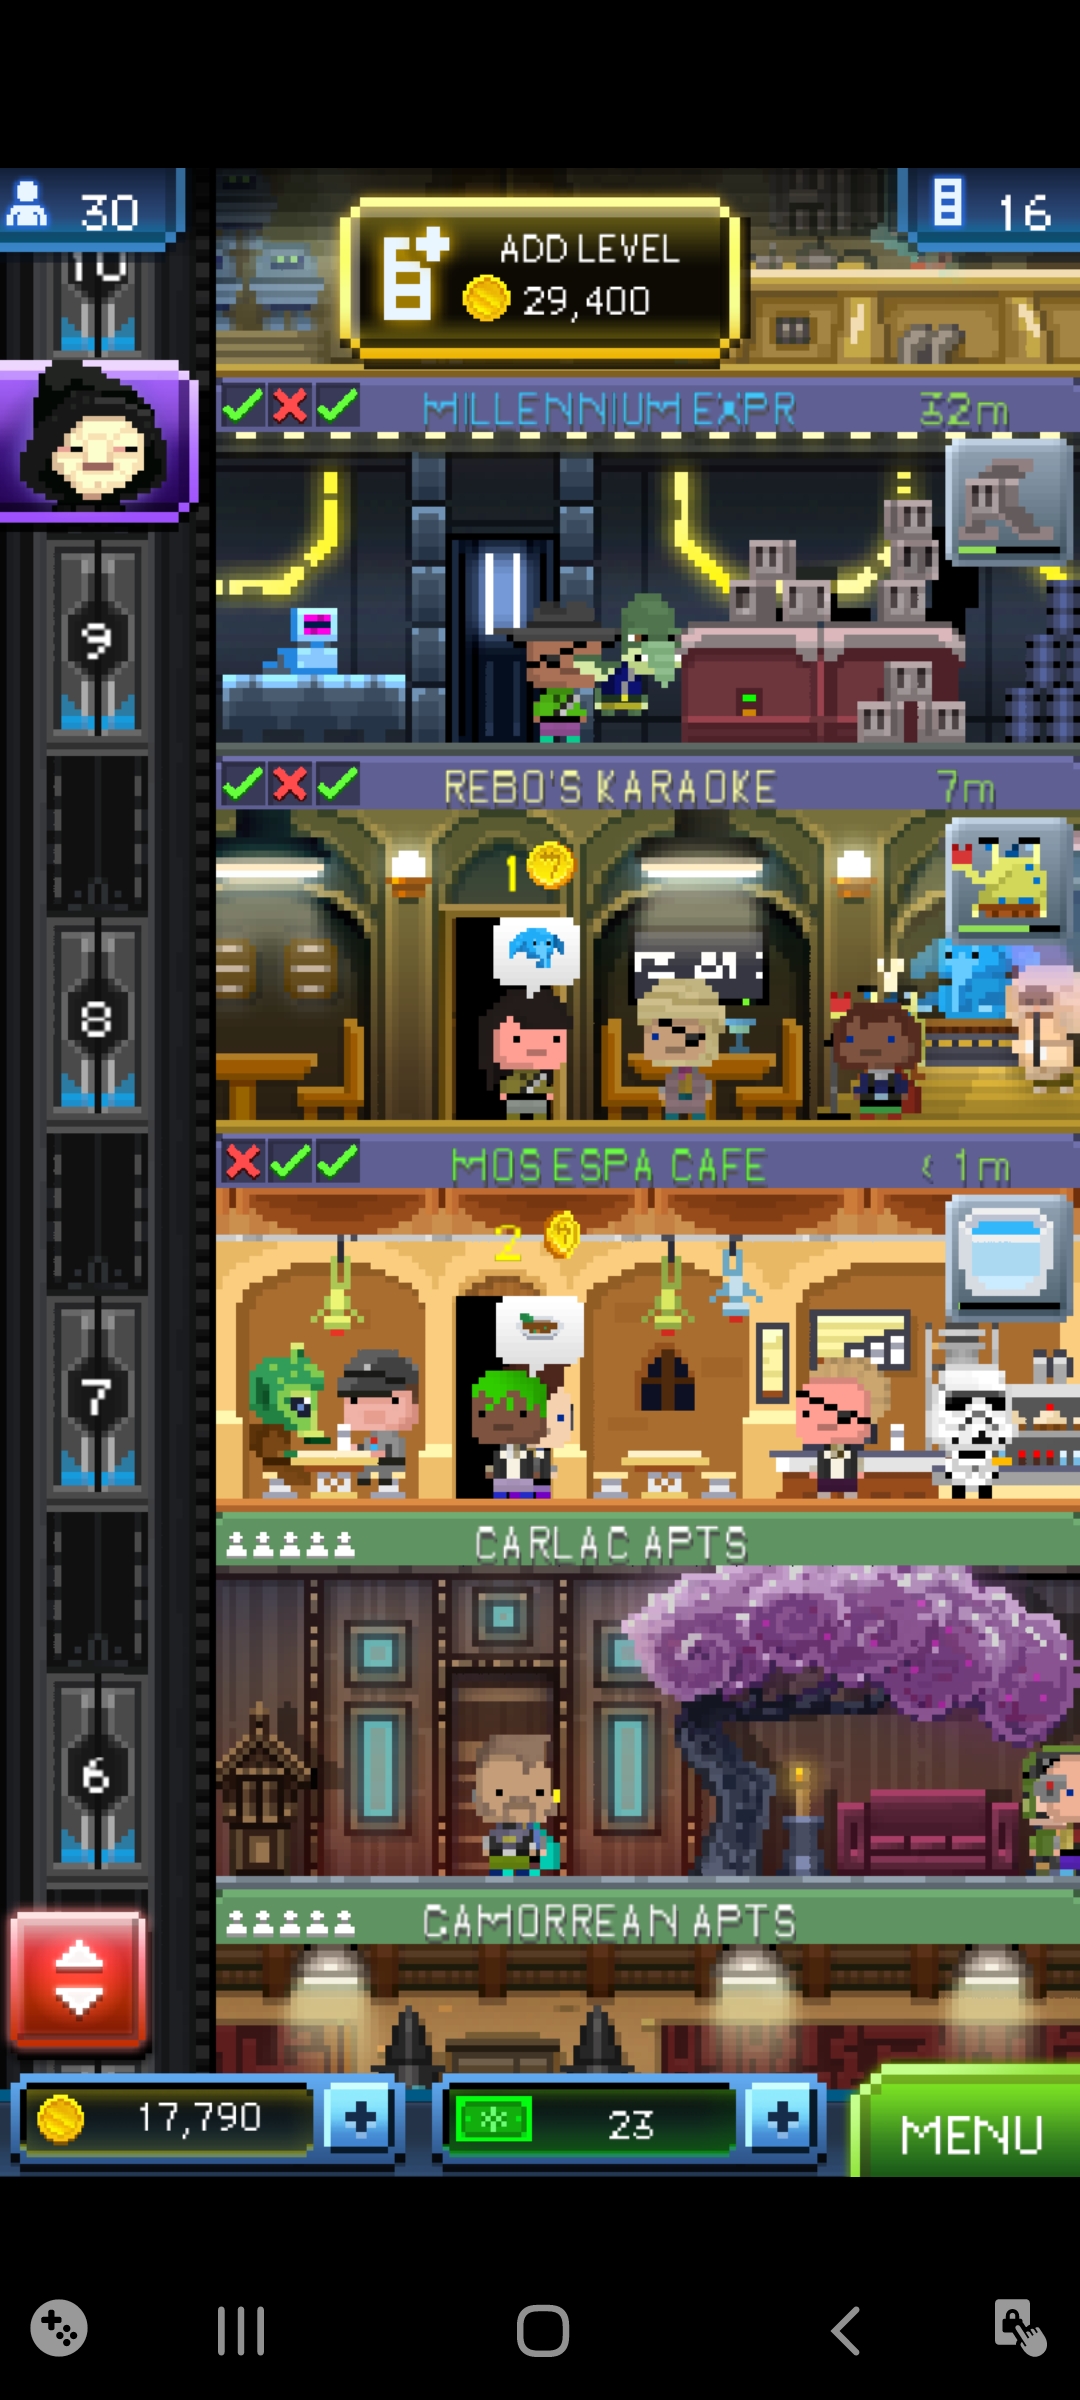 30
ADD LEVEL
29,400
16
10
MILLENNIUM EXPR
32m
9
REBO'S KARAOKE
7m
1
8
MOS ESPA CAFE
< 1m
2
7
CARLAC APTS
6
CAMORREAN APTS
17,790
23
MENU